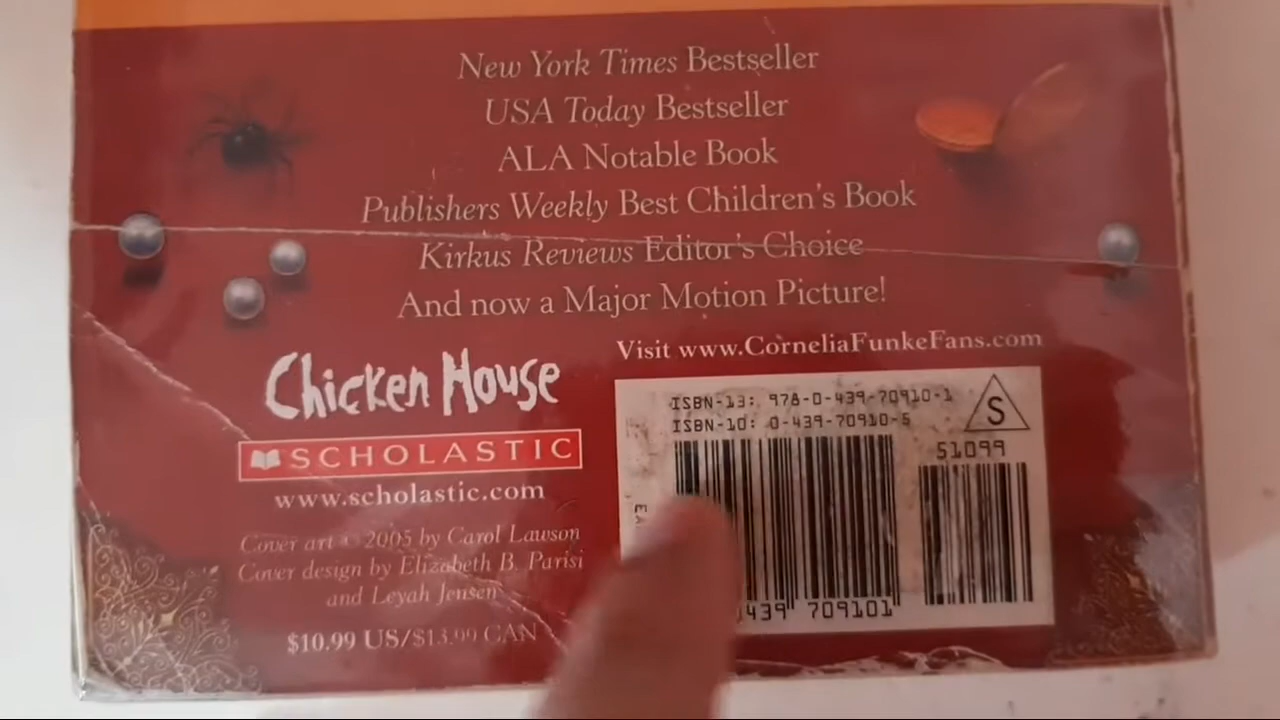 New York Times Bestseller
USA Today Bestseller
ALA Notable Book
Publishers Weekly Best Children's Book
Kirkus Reviews Editor's Choice
And now a Major Motion Picture!
Visit www.CorneliaFunkeFans.com
Chicken House
SCHOLASTIC
www.scholastic.com
Cover art © 2005 by Carol Lawson
Cover design by Elizabeth B. Parisi
and Leyah Jensen
$10.99 US/$13.99 CAN
ISBN-13: 978-0-439-70910-1
ISBN-10: 0-439-70910-5
S
51099
439 709101